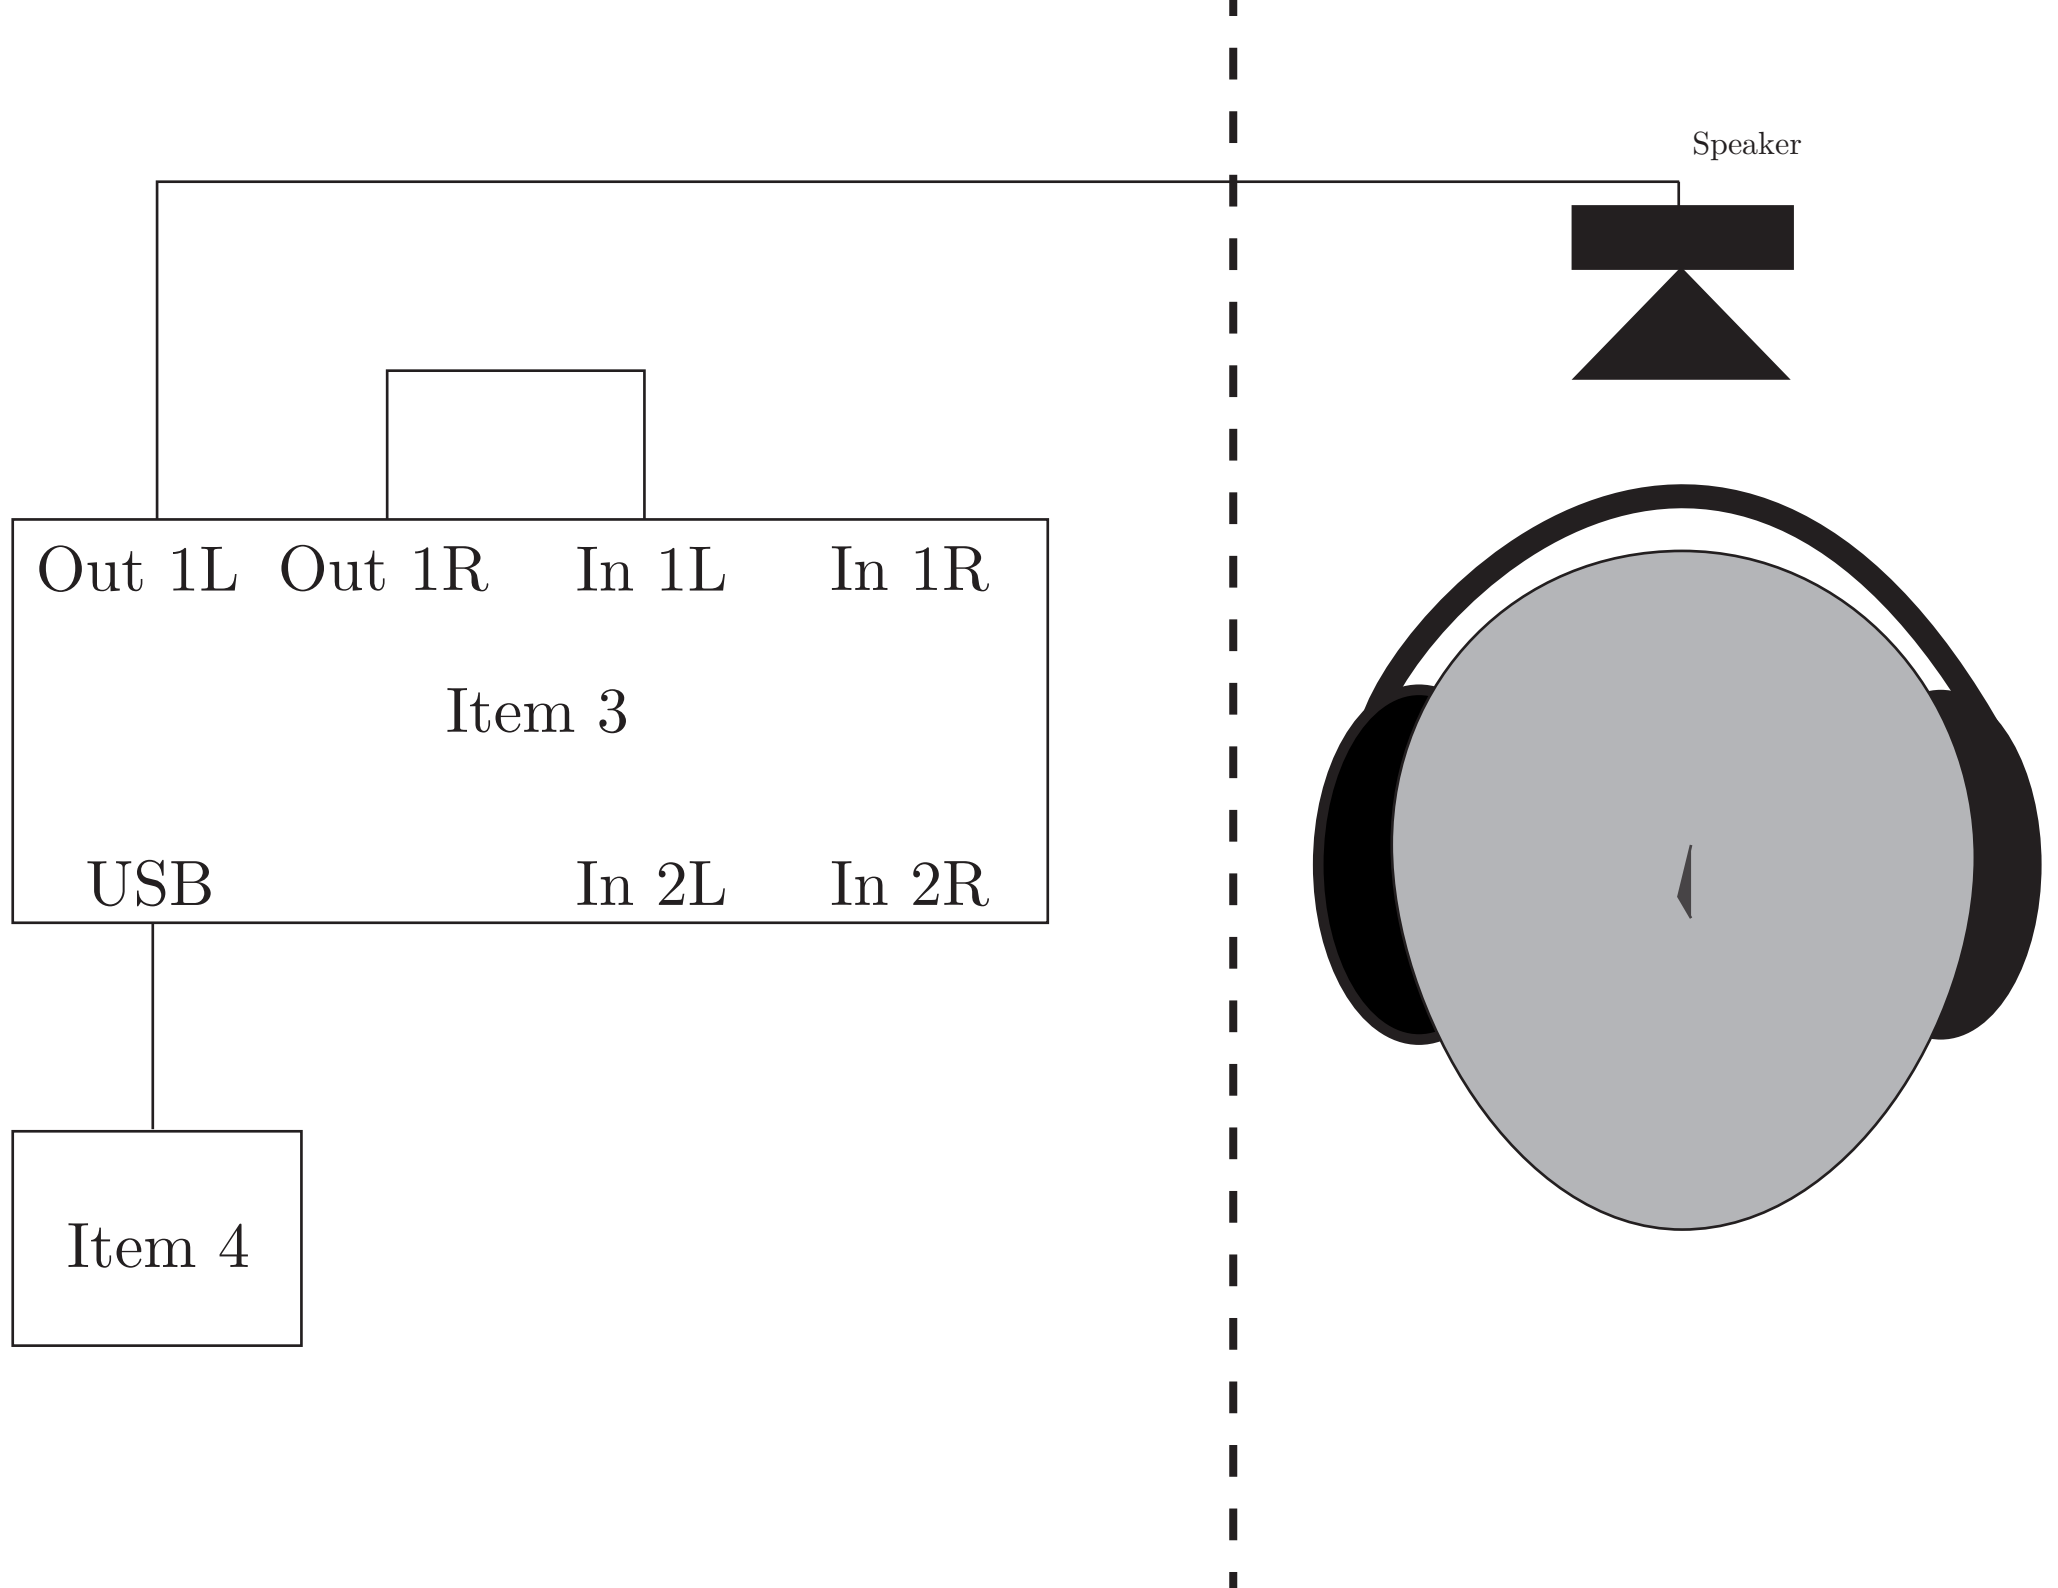 Speaker
Out 1L Out 1R In 1L In 1R
Item 3
USB In 2L In 2R
Item 4